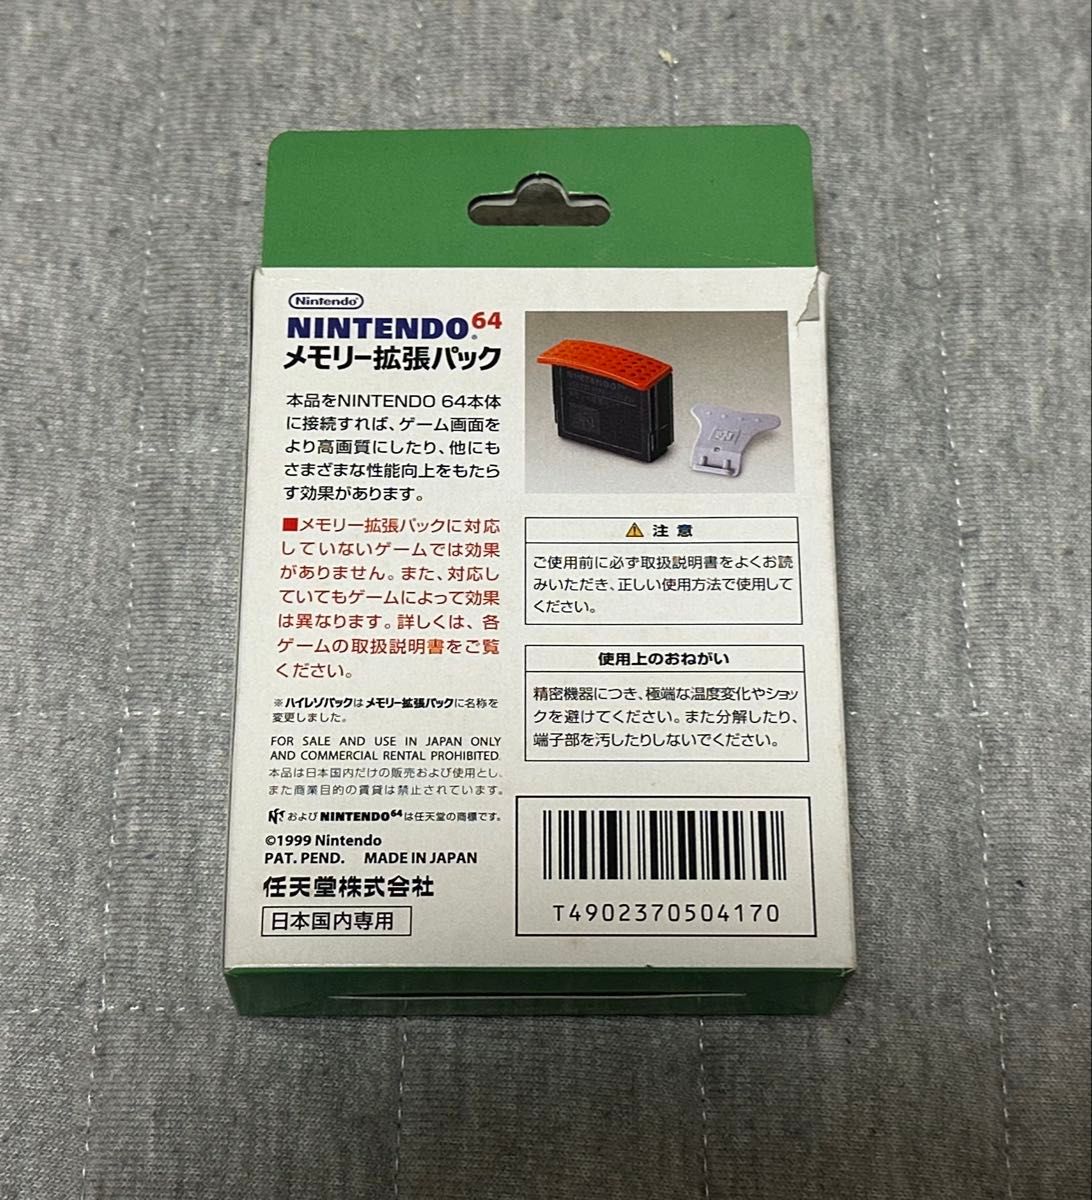 Nintendo
NINTENDO64
メモリー拡張パック
本品をNINTENDO 64本体
に接続すれば、ゲーム画面を
より高画質にしたり、他にも
さまざまな性能向上をもたら
す効果があります。
■メモリー拡張パックに対応
していないゲームでは効果
がありません。また、対応し
ていてもゲームによって効果
は異なります。詳しくは、各
ゲームの取扱説明書をご覧
ください。
※ハイレゾパックはメモリー拡張パックに名称を
変更しました。
FOR SALE AND USE IN JAPAN ONLY
AND COMMERCIAL RENTAL PROHIBITED.
本品は日本国内だけの販売および使用とし、
また商業目的の賃貸は禁止されています。
およびNINTENDO64は任天堂の商標です。
©1999 Nintendo
PAT. PEND. MADE IN JAPAN
任天堂株式会社
日本国内専用
NINTENDO64
注意
ご使用前に必ず取扱説明書をよくお読
みいただき、正しい使用方法で使用して
ください。
使用上のおねがい
精密機器につき、極端な温度変化やショッ
クを避けてください。また分解したり、
端子部を汚したりしないでください。
T4902370504170